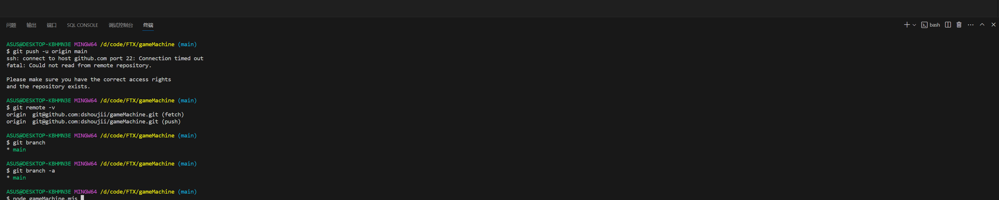 问题 输出 端口 SQL CONSOLE 调试控制台 终端 bash
ASUS@DESKTOP-KBHMN3E MINGW64 /d/code/FTX/gameMachine (main)
$ git push -u origin main
ssh: connect to host github.com port 22: Connection timed out
fatal: Could not read from remote repository.
Please make sure you have the correct access rights
and the repository exists.
ASUS@DESKTOP-KBHMN3E MINGW64 /d/code/FTX/gameMachine (main)
$ git remote -v
origin  git@github.com:dshoujii/gameMachine.git (fetch)
origin  git@github.com:dshoujii/gameMachine.git (push)
ASUS@DESKTOP-KBHMN3E MINGW64 /d/code/FTX/gameMachine (main)
$ git branch
* main
ASUS@DESKTOP-KBHMN3E MINGW64 /d/code/FTX/gameMachine (main)
$ git branch -a
* main
ASUS@DESKTOP-KBHMN3E MINGW64 /d/code/FTX/gameMachine (main)
$ node gameMachine.mjs